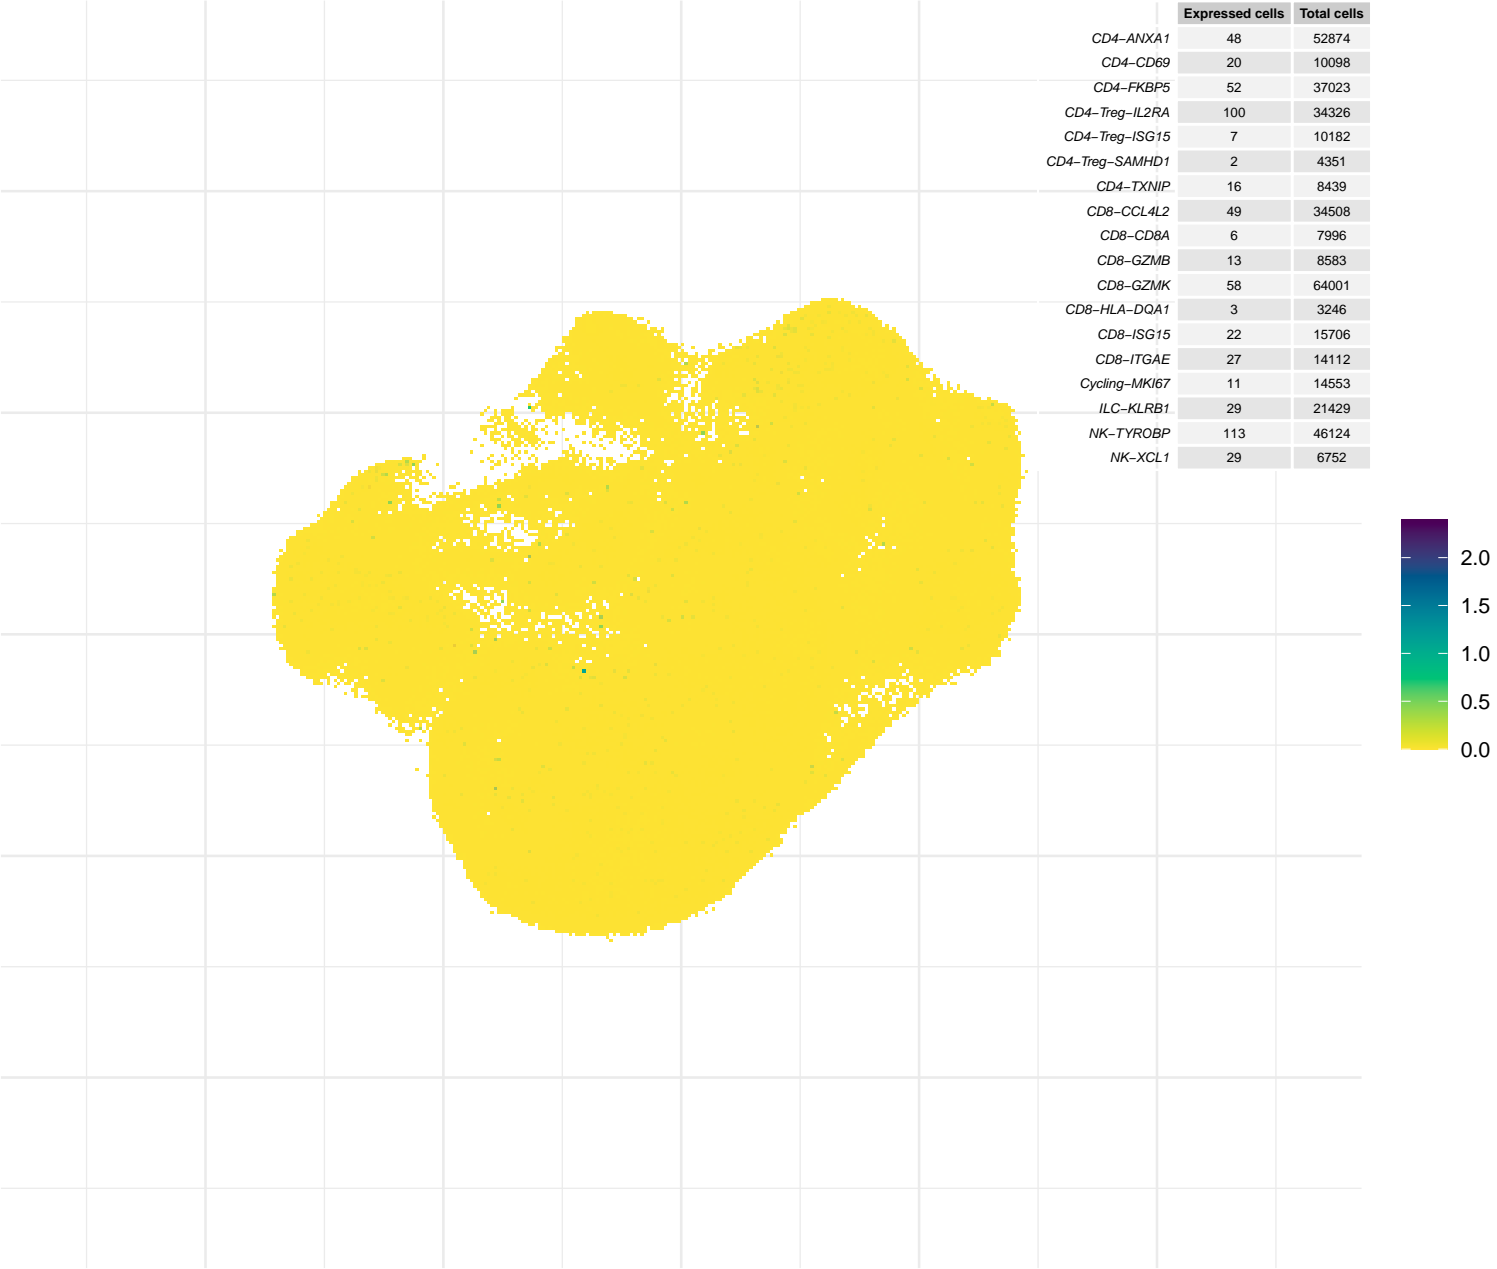 Expressed cells Total cells
CD4−ANXA1 48 52874
CD4−CD69 20 10098
CD4−FKBP5 52 37023
CD4−Treg−IL2RA 100 34326
CD4−Treg−ISG15 7 10182
CD4−Treg−SAMHD1 2 4351
CD4−TXNIP 16 8439
CD8−CCL4L2 49 34508
CD8−CD8A 6 7996
CD8−GZMB 13 8583
CD8−GZMK 58 64001
CD8−HLA−DQA1 3 3246
CD8−ISG15 22 15706
CD8−ITGAE 27 14112
Cycling−MKI67 11 14553
ILC−KLRB1 29 21429
NK−TYROBP 113 46124
NK−XCL1 29 6752
2.0
1.5
1.0
0.5
0.0